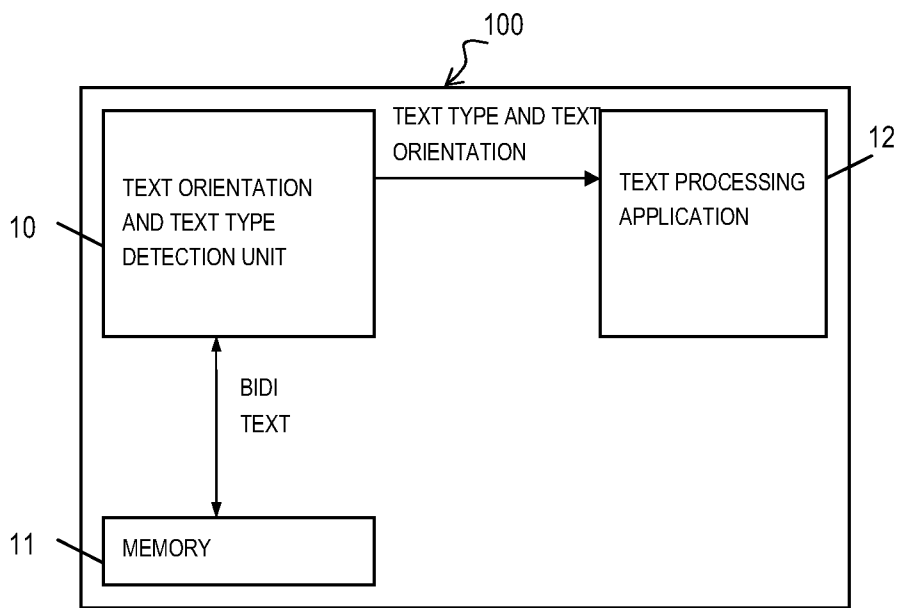 100
TEXT TYPE AND TEXT
ORIENTATION
12
TEXT ORIENTATION
AND TEXT TYPE
DETECTION UNIT
10
TEXT PROCESSING
APPLICATION
BIDI
TEXT
11
MEMORY